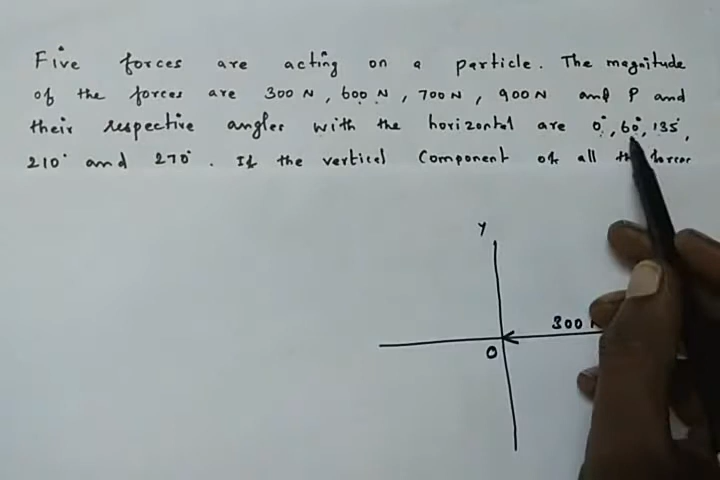 Five forces are acting on a particle. The magnitude
of the forces are 300 N, 600 N, 700 N, 900 N and P and
their respective angles with the horizontal are 0°, 60°, 135°,
210° and 270°. If the vertical Component of all the forces
Y
300
O